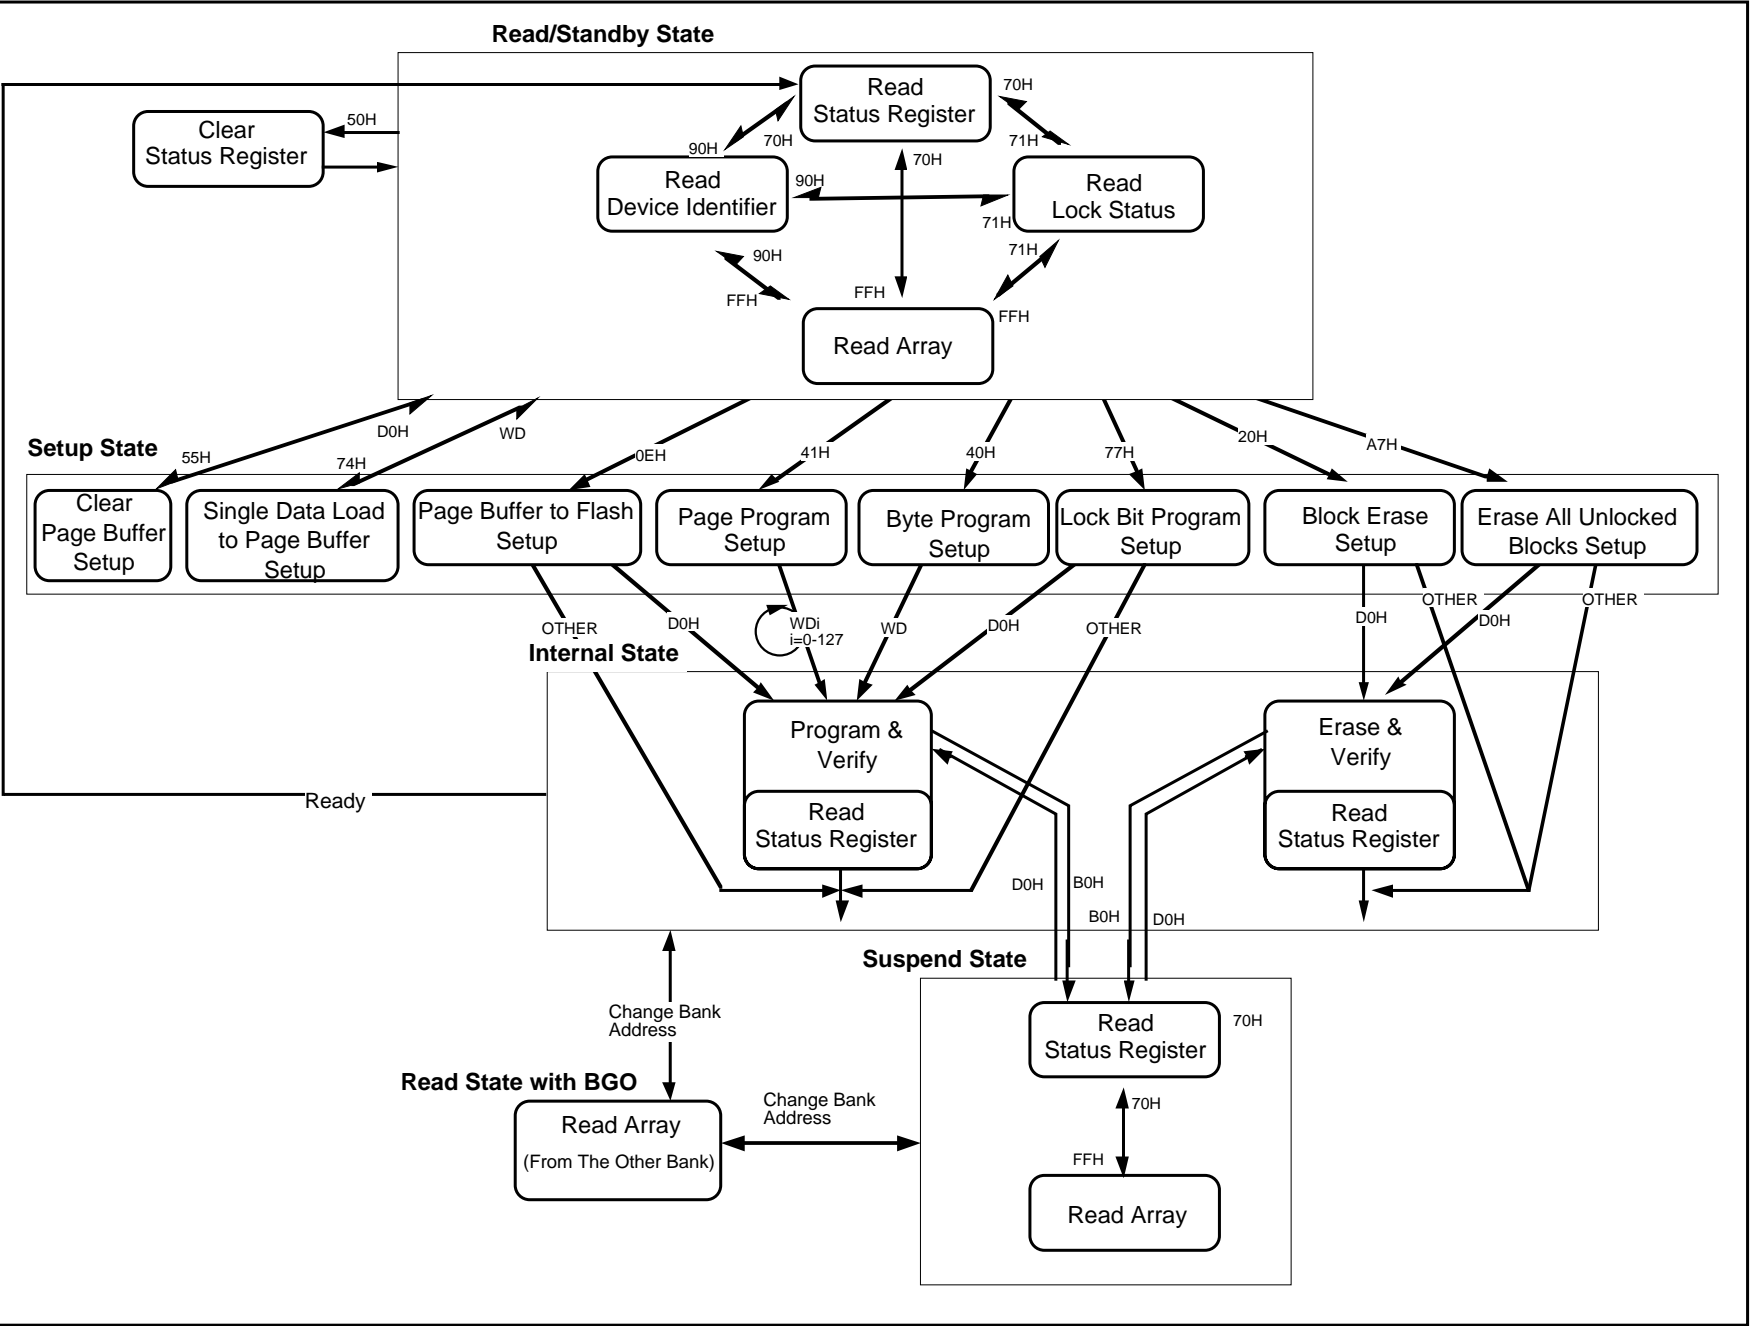 Read/Standby State
Read
Status Register
70H
Clear
Status Register
50H
90H
70H
71H
70H
Read
Device Identifier
90H
Read
Lock Status
71H
90H
71H
FFH
FFH
FFH
Read Array
Setup State
55H
D0H
74H
WD
0EH
41H
40H
77H
20H
A7H
Clear
Page Buffer
Setup
Single Data Load
to Page Buffer
Setup
Page Buffer to Flash
Setup
Page Program
Setup
Byte Program
Setup
Lock Bit Program
Setup
Block Erase
Setup
Erase All Unlocked
Blocks Setup
OTHER
D0H
WDi
i=0-127
WD
D0H
OTHER
D0H
OTHER
D0H
OTHER
Internal State
Program &
Verify
Read
Status Register
Erase &
Verify
Read
Status Register
Ready
D0H
B0H
B0H
D0H
Suspend State
Change Bank
Address
Read
Status Register
70H
Read State with BGO
Read Array
(From The Other Bank)
Change Bank
Address
70H
FFH
Read Array